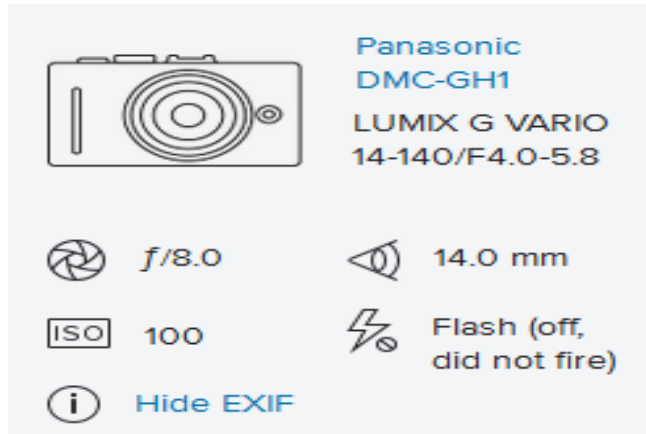 Panasonic
DMC-GH1
LUMIX G VARIO
14-140/F4.0-5.8
ƒ/8.0
14.0 mm
ISO
100
Flash (off,
did not fire)
i
Hide EXIF